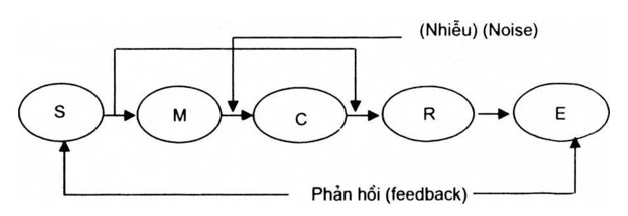 (Nhiễu) (Noise)
S M C R E
Phản hồi (feedback)